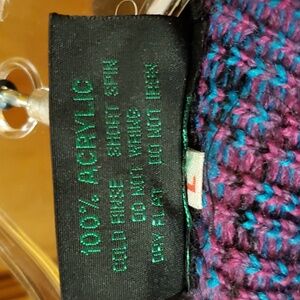 100% ACRYLIC
COLD RINSE SHORT SPIN
DO NOT WRING
DRY FLAT DO NOT IRON
L